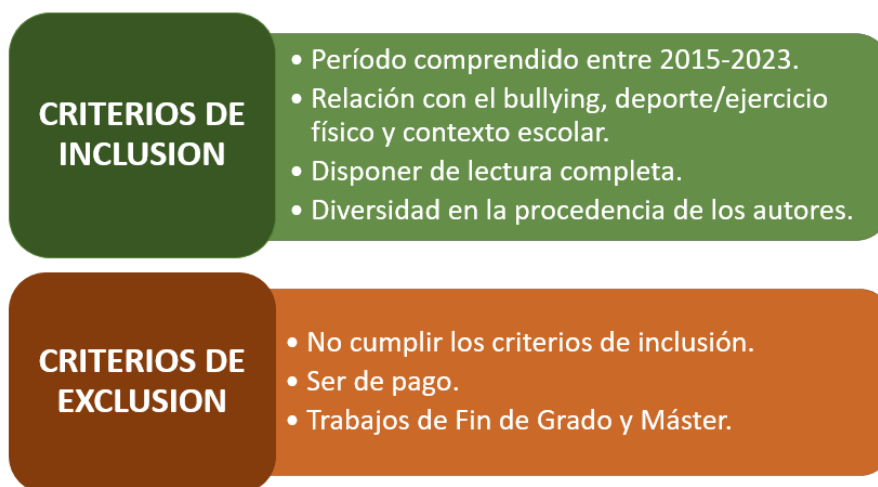 CRITERIOS DE
INCLUSION
• Período comprendido entre 2015-2023.
• Relación con el bullying, deporte/ejercicio
físico y contexto escolar.
• Disponer de lectura completa.
• Diversidad en la procedencia de los autores.
CRITERIOS DE
EXCLUSION
• No cumplir los criterios de inclusión.
• Ser de pago.
• Trabajos de Fin de Grado y Máster.